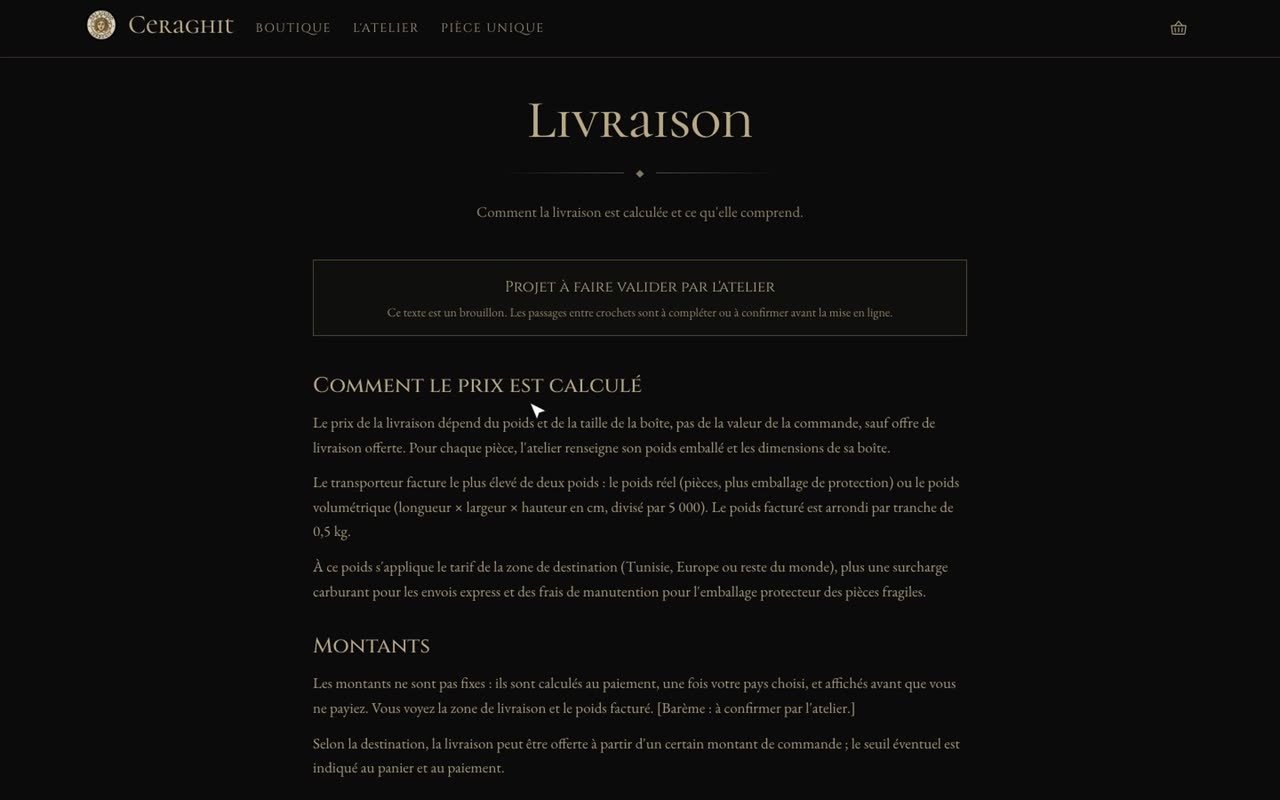 Ceraghit
BOUTIQUE
L'ATELIER
PIÈCE UNIQUE
Livraison
Comment la livraison est calculée et ce qu'elle comprend.
Projet à faire valider par l'atelier
Ce texte est un brouillon. Les passages entre crochets sont à compléter ou à confirmer avant la mise en ligne.
Comment le prix est calculé
Le prix de la livraison dépend du poids et de la taille de la boîte, pas de la valeur de la commande, sauf offre de
livraison offerte. Pour chaque pièce, l'atelier renseigne son poids emballé et les dimensions de sa boîte.
Le transporteur facture le plus élevé de deux poids : le poids réel (pièces, plus emballage de protection) ou le poids
volumétrique (longueur × largeur × hauteur en cm, divisé par 5 000). Le poids facturé est arrondi par tranche de
0,5 kg.
À ce poids s'applique le tarif de la zone de destination (Tunisie, Europe ou reste du monde), plus une surcharge
carburant pour les envois express et des frais de manutention pour l'emballage protecteur des pièces fragiles.
Montants
Les montants ne sont pas fixes : ils sont calculés au paiement, une fois votre pays choisi, et affichés avant que vous
ne payiez. Vous voyez la zone de livraison et le poids facturé. [Barème : à confirmer par l'atelier.]
Selon la destination, la livraison peut être offerte à partir d'un certain montant de commande ; le seuil éventuel est
indiqué au panier et au paiement.